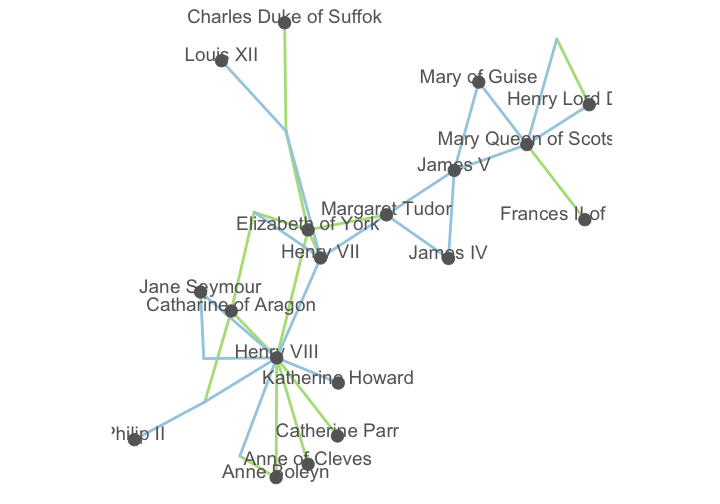 Charles Duke of Suffok
Louis XII
Mary of Guise
Henry Lord
Mary Queen of Scots
James V
Margaret Tudor
Frances II of
Elizabeth of York
Henry VII
James IV
Jane Seymour
Catharine of Aragon
Henry VIII
Katherine Howard
Philip II
Catherine Parr
Anne of Cleves
Anne Boleyn